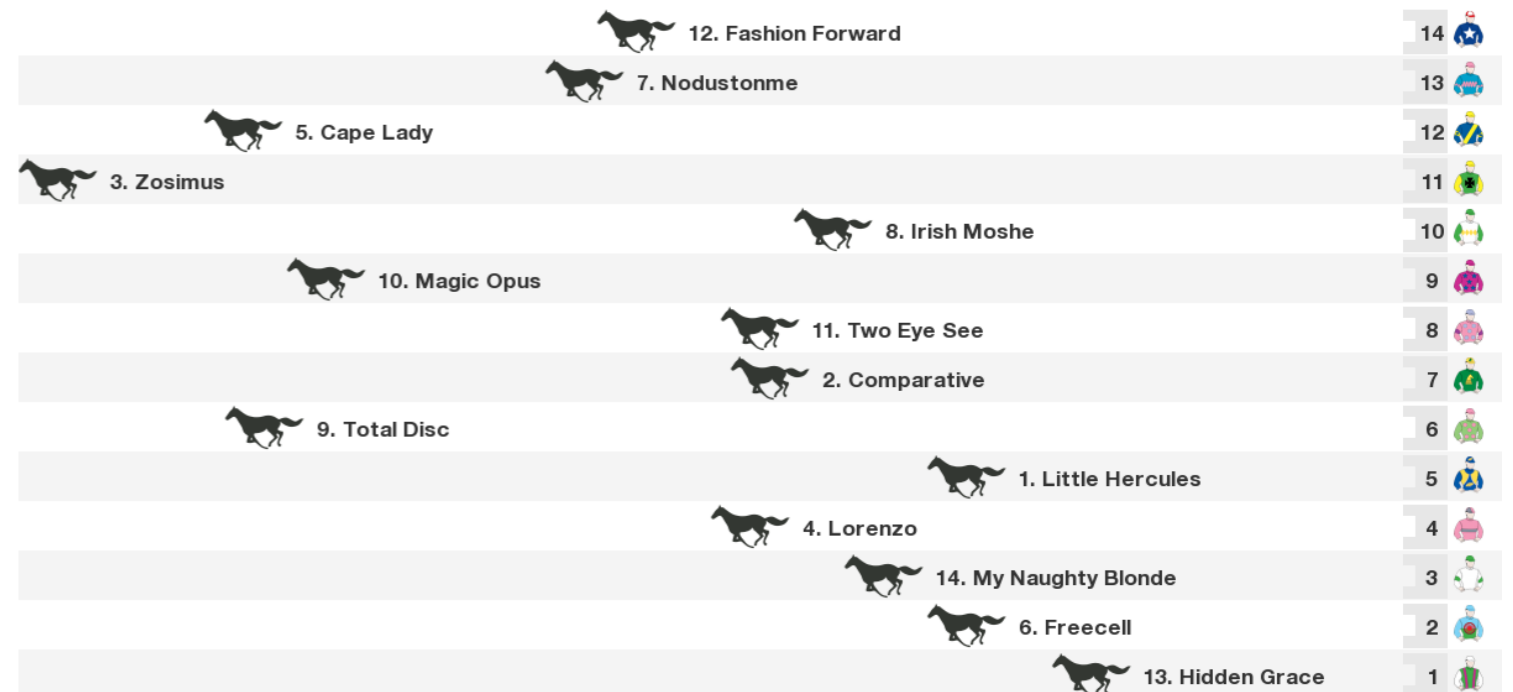 12. Fashion Forward 14
7. Nodustonme 13
5. Cape Lady 12
3. Zosimus 11
8. Irish Moshe 10
10. Magic Opus 9
11. Two Eye See 8
2. Comparative 7
9. Total Disc 6
1. Little Hercules 5
4. Lorenzo 4
14. My Naughty Blonde 3
6. Freecell 2
13. Hidden Grace 1